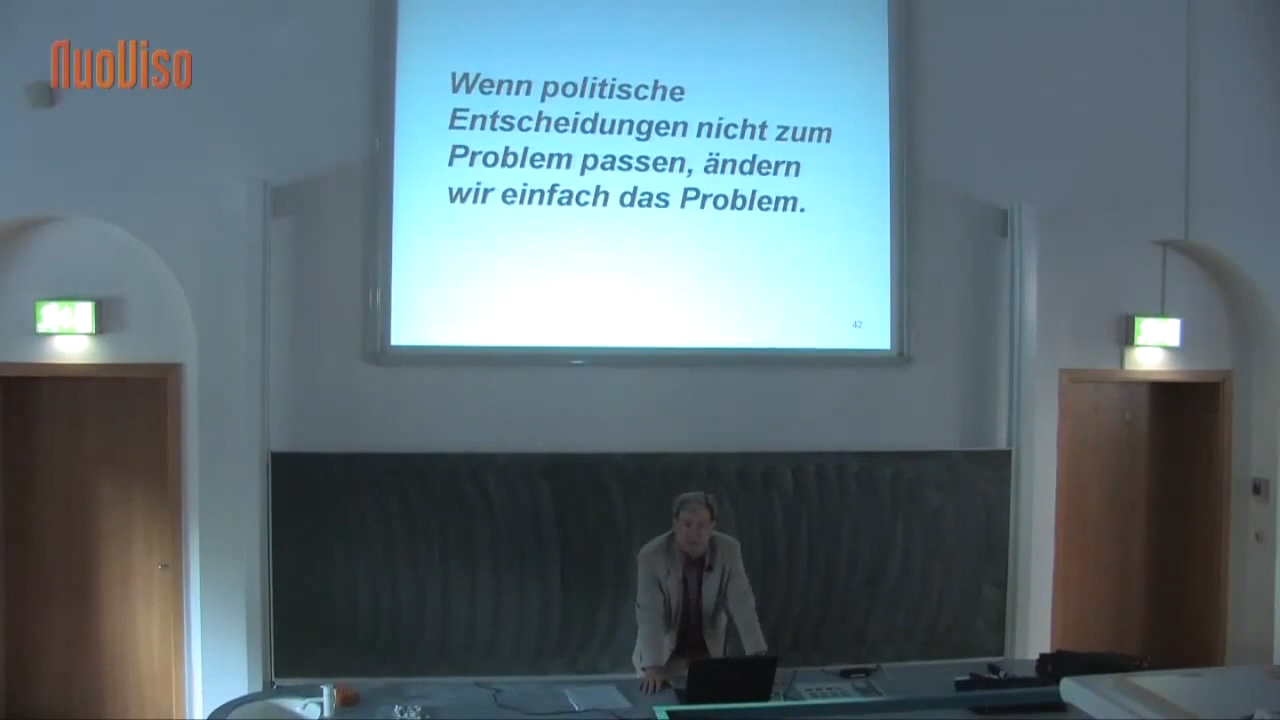 NuoViso
Wenn politische
Entscheidungen nicht zum
Problem passen, ändern
wir einfach das Problem.
42